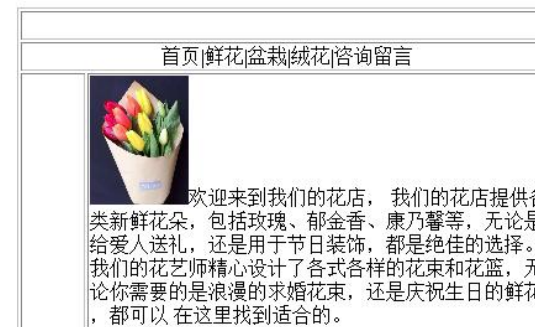 首页|鲜花|盆栽|绒花|咨询留言
欢迎来到我们的花店， 我们的花店提供各
类新鲜花朵，包括玫瑰、郁金香、康乃馨等，无论是
给爱人送礼，还是用于节日装饰，都是绝佳的选择。
我们的花艺师精心设计了各式各样的花束和花篮，无
论你需要的是浪漫的求婚花束，还是庆祝生日的鲜花
，都可以 在这里找到适合的。